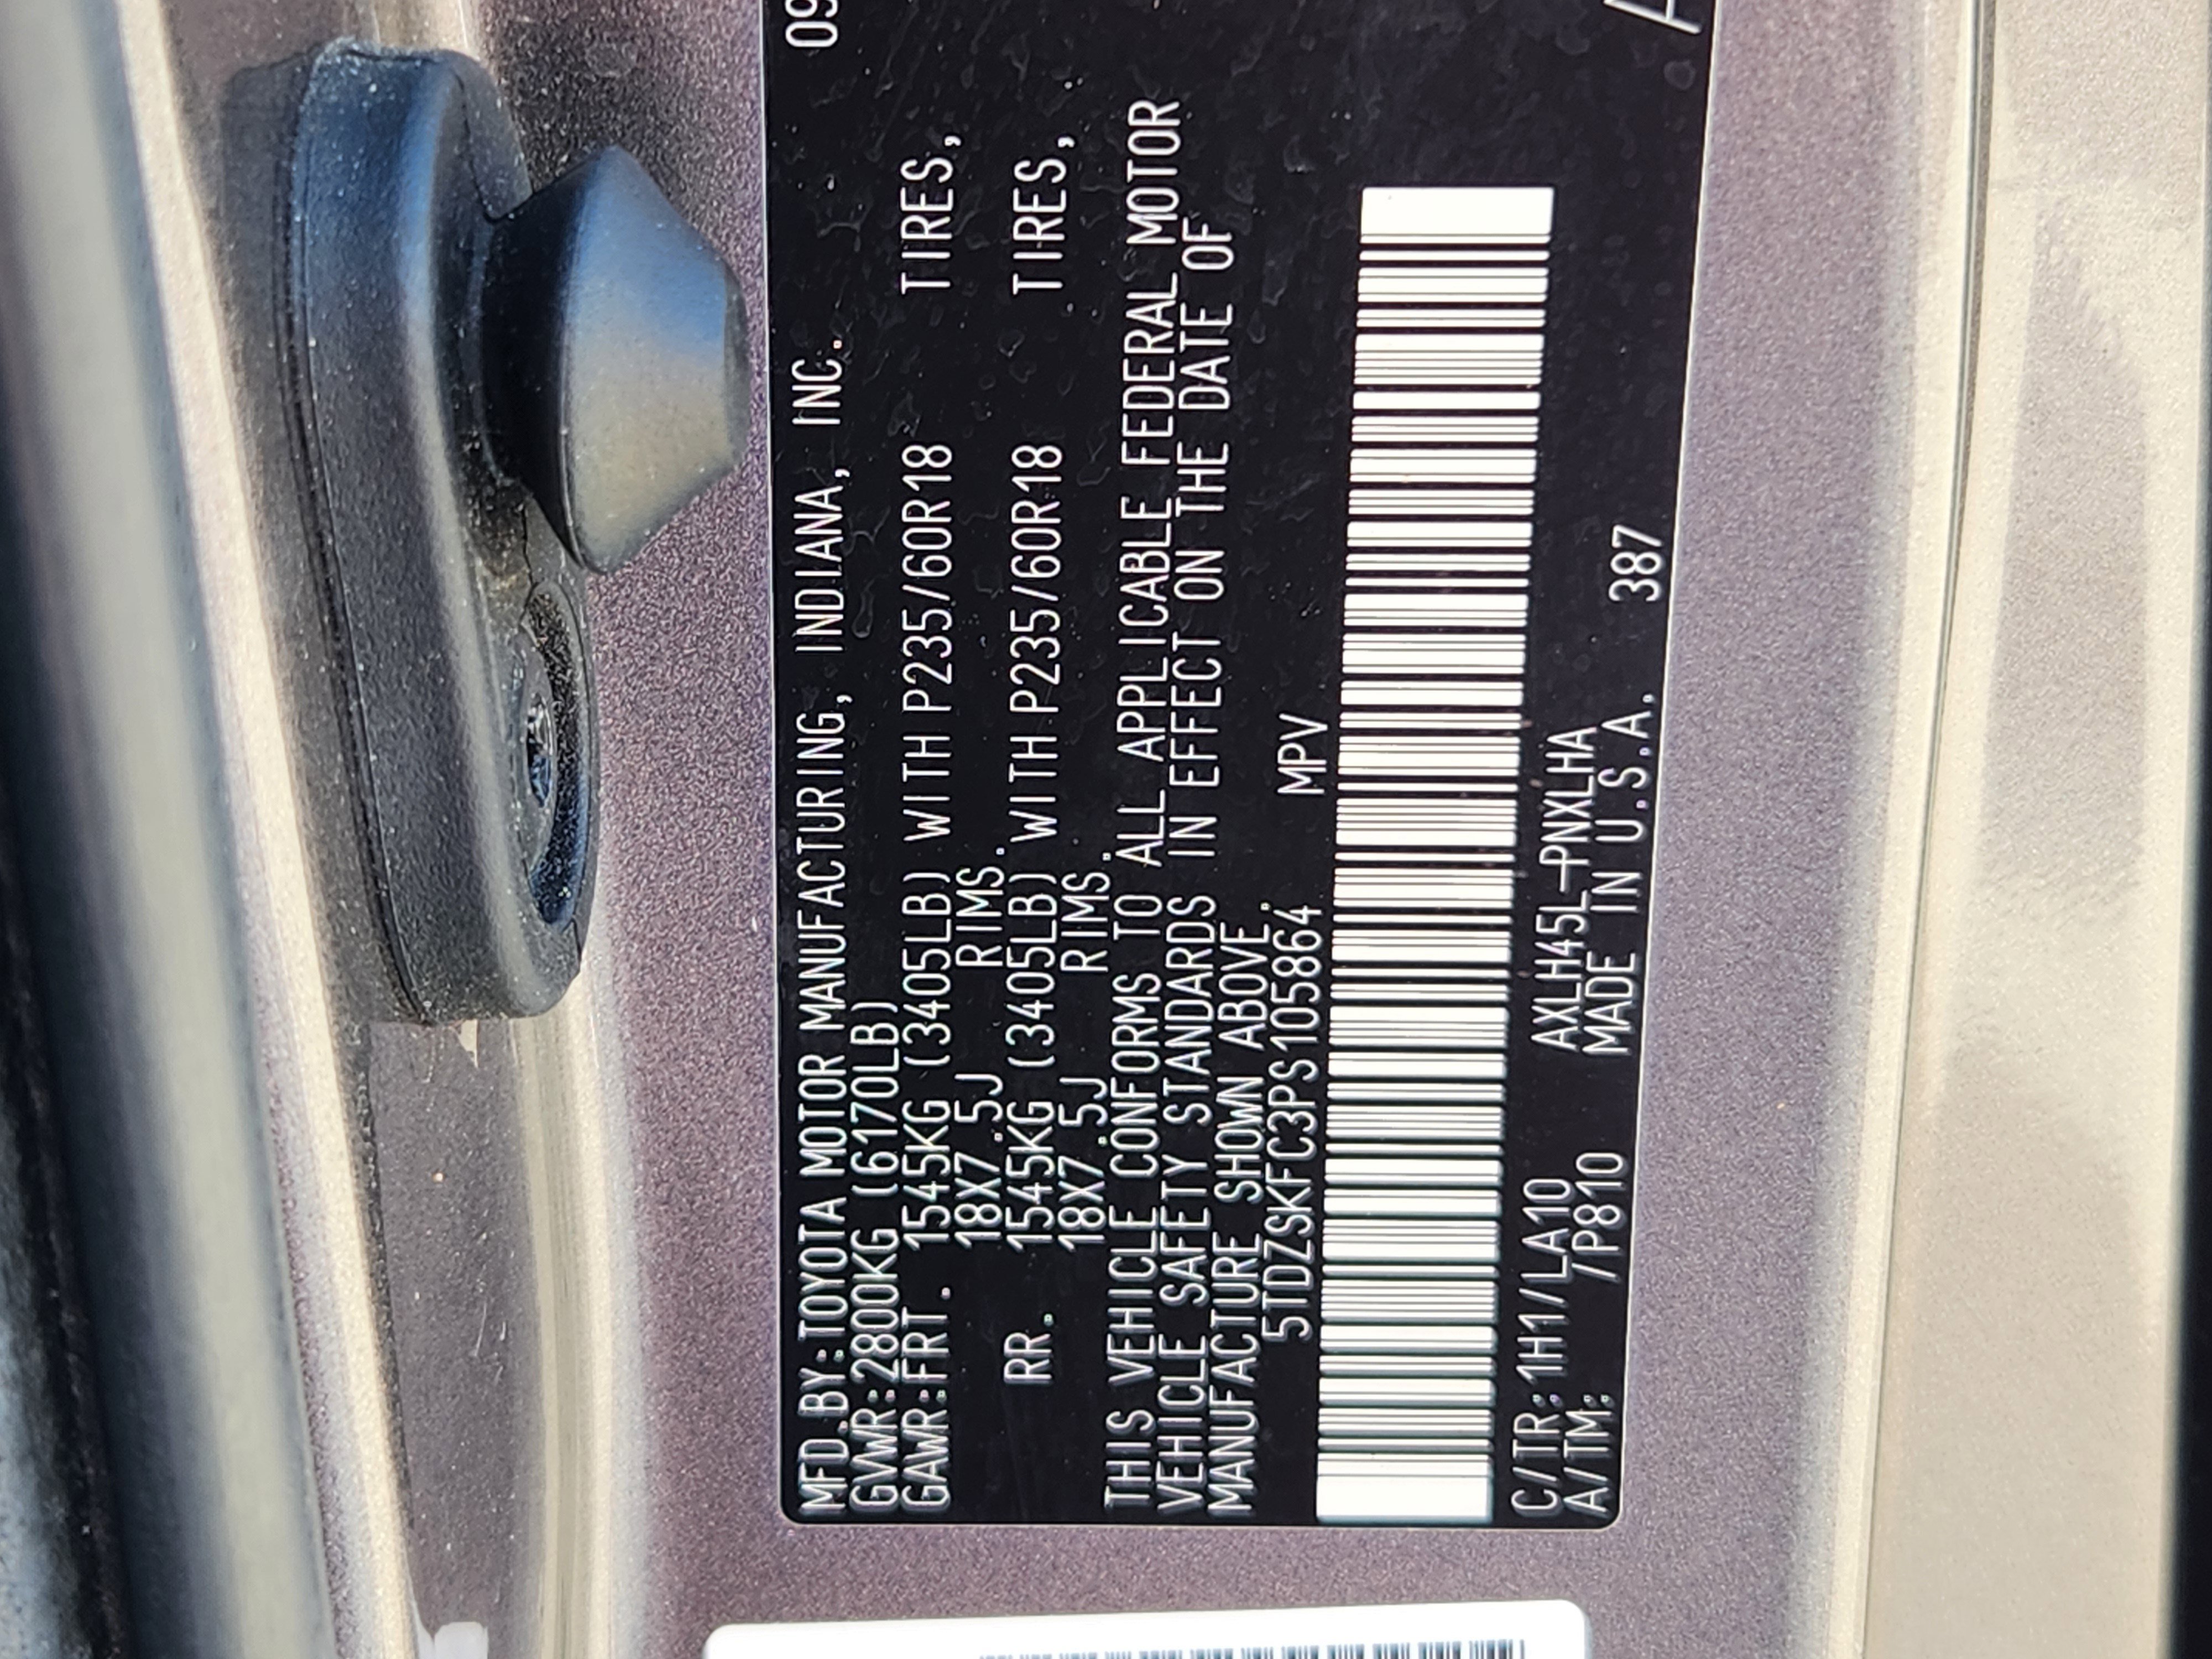 MFD.BY:TOYOTA MOTOR MANUFACTURING, INDIANA, INC. 09
GVWR:2800KG (6170LB)
GAWR:FRT. 1545KG (3405LB) WITH P235/60R18 TIRES,
18X7.5J RIMS.
RR. 1545KG (3405LB) WITH P235/60R18 TIRES,
18X7.5J RIMS.
THIS VEHICLE CONFORMS TO ALL APPLICABLE FEDERAL MOTOR
VEHICLE SAFETY STANDARDS IN EFFECT ON THE DATE OF
MANUFACTURE SHOWN ABOVE.
5TDZSKFC3PS105864 MPV
C/TR:1H1/LA10 AXLH45L-PNXLHA
A/TM: /P810 MADE IN U.S.A. 387